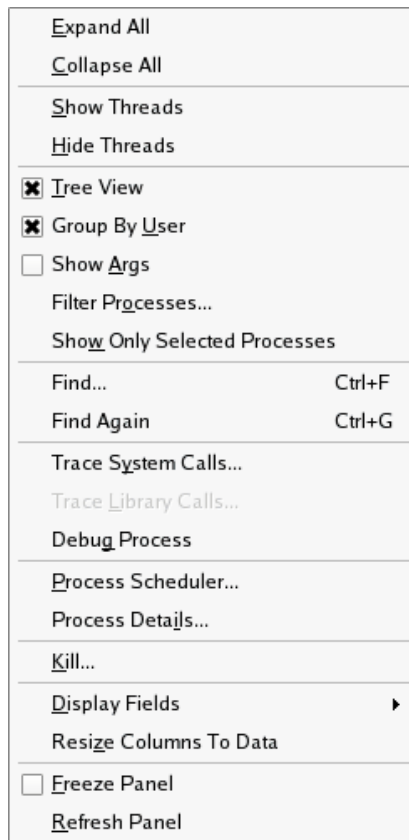 Expand All
Collapse All
Show Threads
Hide Threads
Tree View
Group By User
Show Args
Filter Processes...
Show Only Selected Processes
Find... Ctrl+F
Find Again Ctrl+G
Trace System Calls...
Trace Library Calls...
Debug Process
Process Scheduler...
Process Details...
Kill...
Display Fields
Resize Columns To Data
Freeze Panel
Refresh Panel